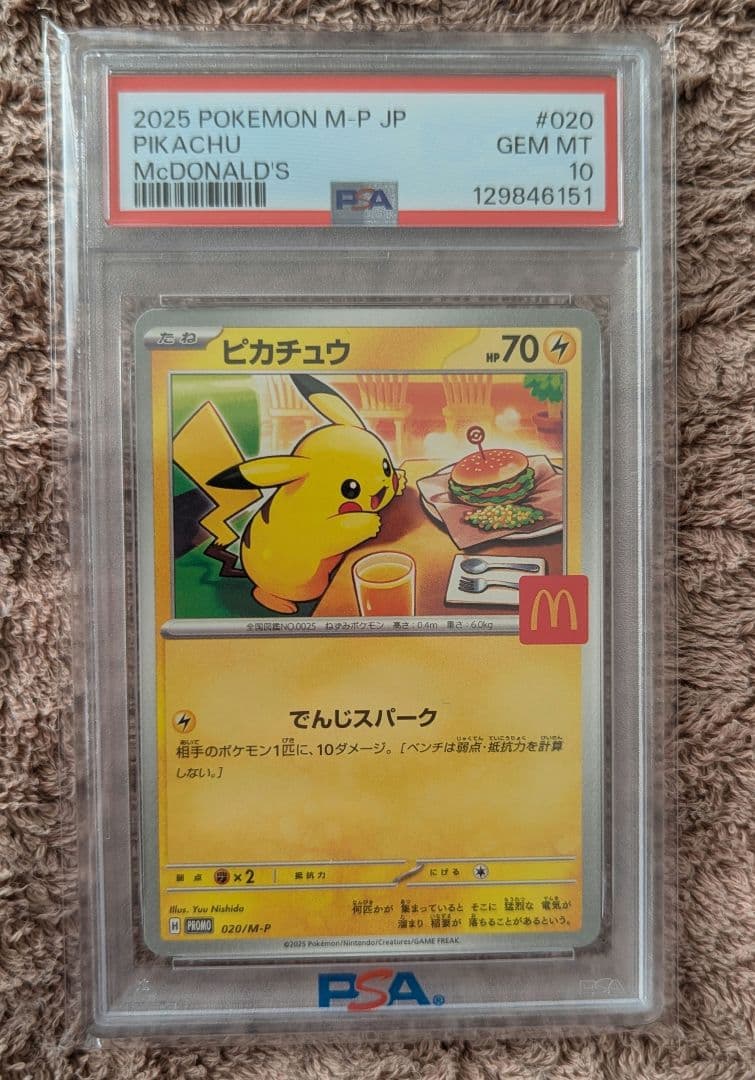 2025 POKEMON M-P JP #020
PIKACHU GEM MT
McDONALD'S 10
PSA 129846151
たね ピカチュウ HP70
M
全国図鑑NO.0025 ねずみポケモン 高さ:0.4m 重さ:6.0kg
でんじスパーク
相手のポケモン1匹に、10ダメージ。[ベンチは弱点・抵抗力を計算
しない。]
弱点 ×2 抵抗力 にげる
Illus. Yuu Nishida
何匹かが 集まっていると そこに 猛烈な 電気が
溜まり 稲妻が 落ちることがあるという。
H PROMO 020/M-P
©2025 Pokémon/Nintendo/Creatures/GAME FREAK.
PSA®
PSA